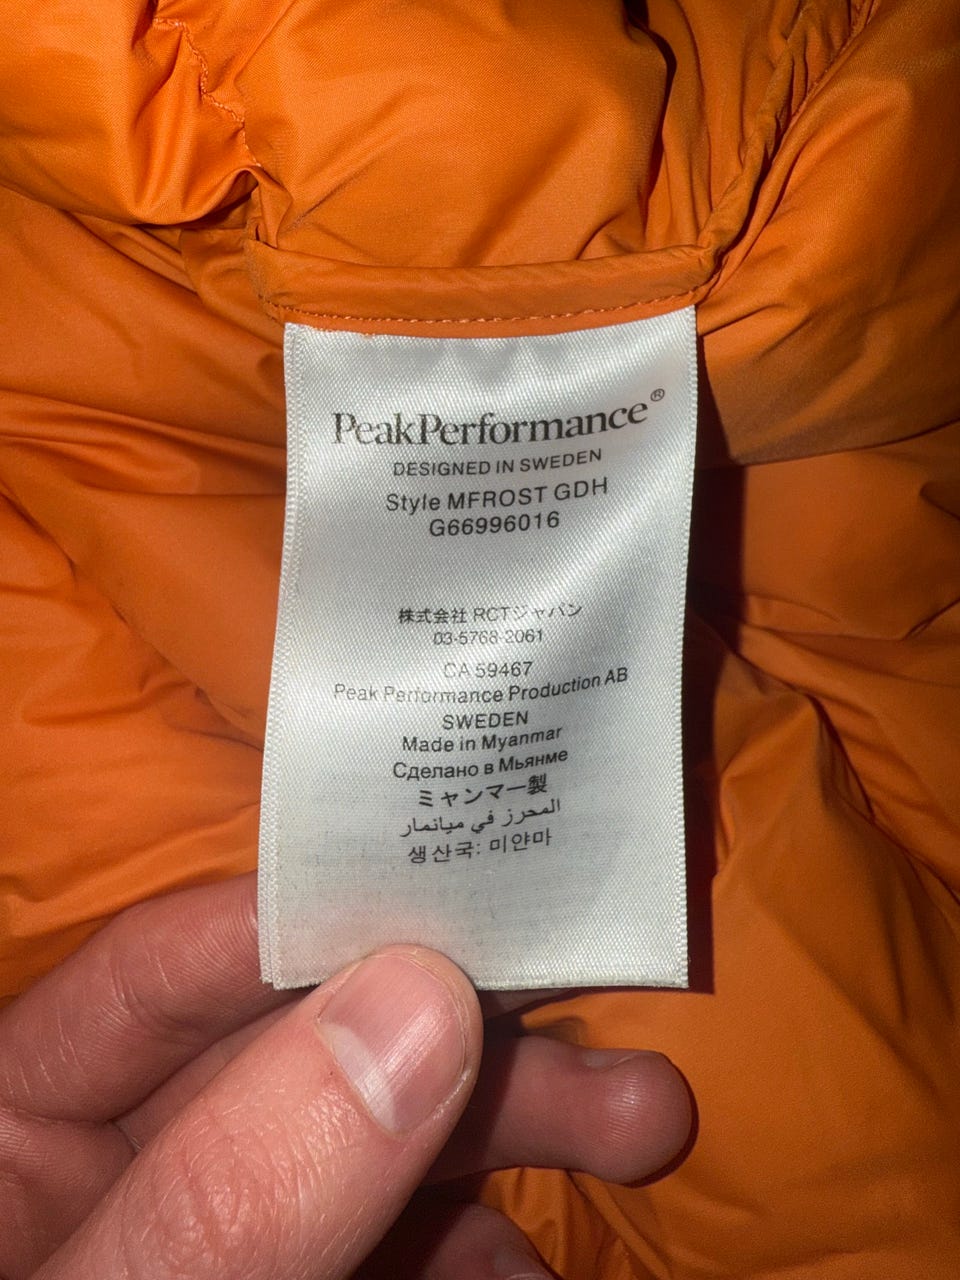 PeakPerformance®
DESIGNED IN SWEDEN
Style MFROST GDH
G66996016
株式会社 RCTジャパン
03-5768-2061
CA 59467
Peak Performance Production AB
SWEDEN
Made in Myanmar
Сделано в Мьянме
ミャンマー製
المحرز في ميانمار
생산국: 미얀마